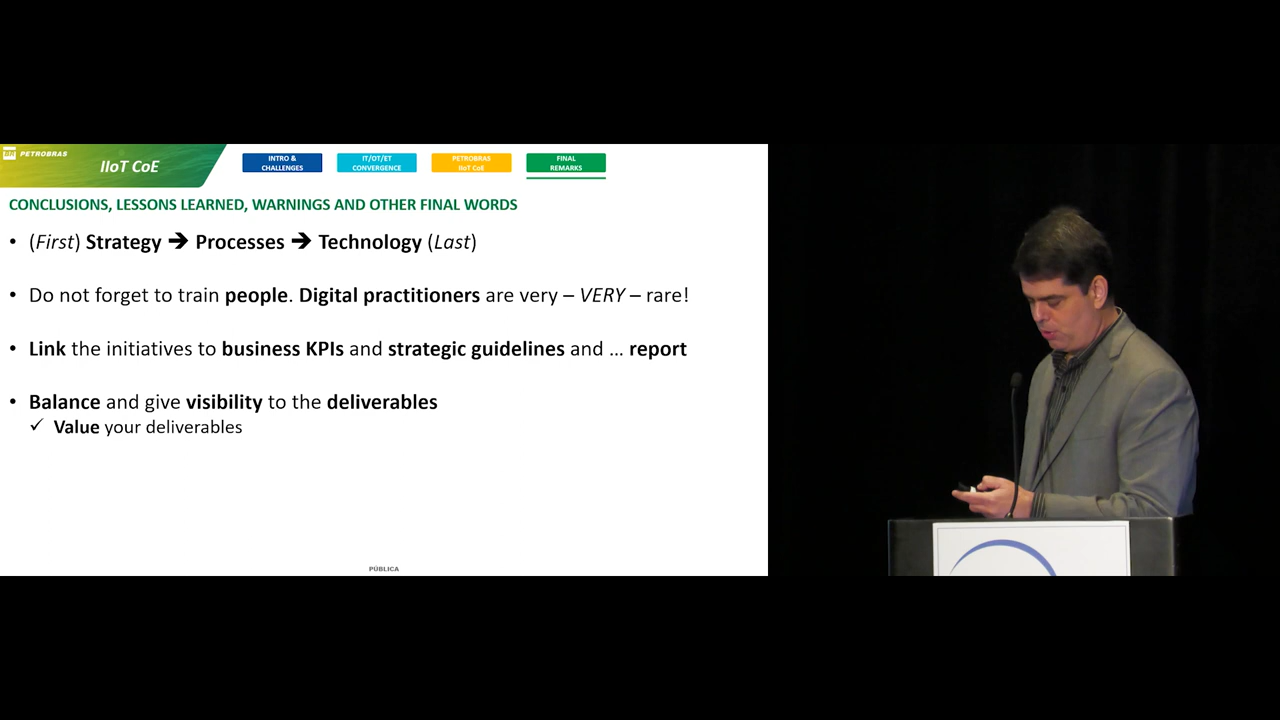 BR PETROBRAS
IIoT CoE
INTRO &
CHALLENGES
IT/OT/ET
CONVERGENCE
PETROBRAS
IIoT CoE
FINAL
REMARKS
CONCLUSIONS, LESSONS LEARNED, WARNINGS AND OTHER FINAL WORDS
• (First) Strategy ➔ Processes ➔ Technology (Last)
• Do not forget to train people. Digital practitioners are very – VERY – rare!
• Link the initiatives to business KPIs and strategic guidelines and … report
• Balance and give visibility to the deliverables
✓ Value your deliverables
PÚBLICA